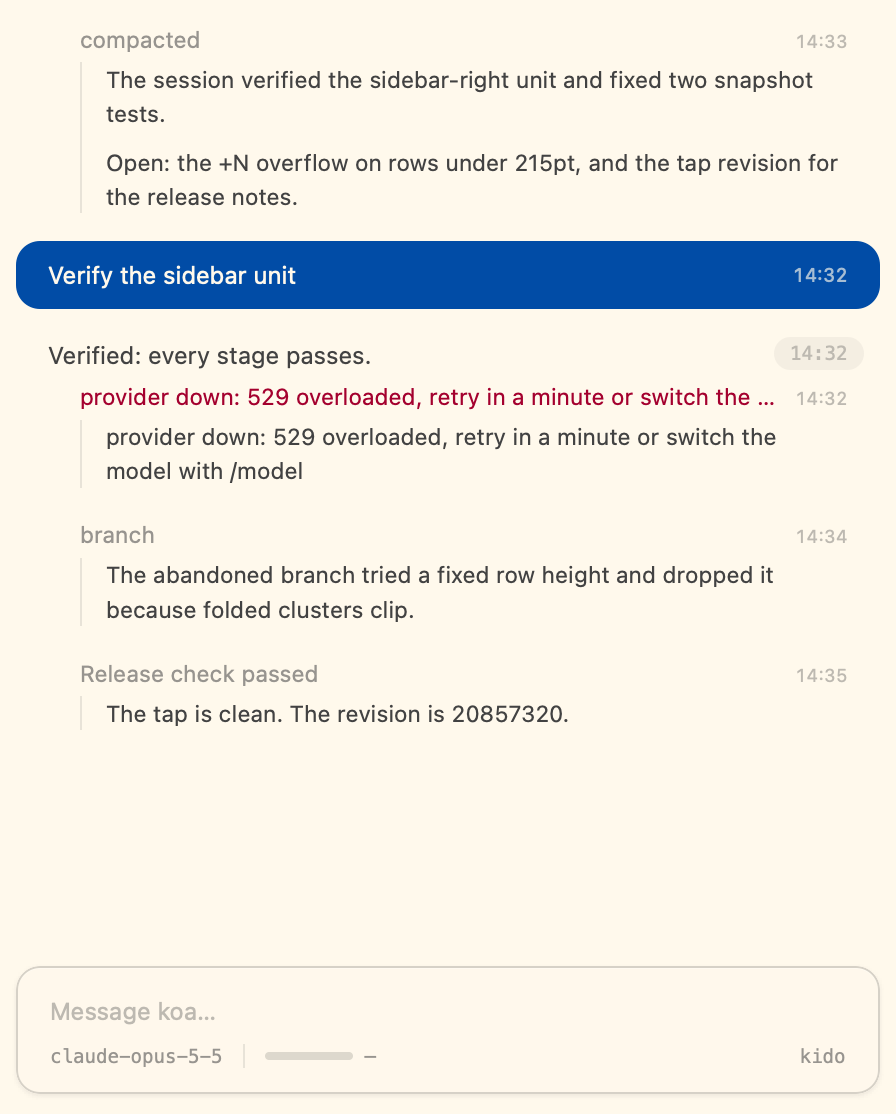 compacted 14:33
The session verified the sidebar-right unit and fixed two snapshot
tests.
Open: the +N overflow on rows under 215pt, and the tap revision for
the release notes.
Verify the sidebar unit 14:32
Verified: every stage passes. 14:32
provider down: 529 overloaded, retry in a minute or switch the ... 14:32
provider down: 529 overloaded, retry in a minute or switch the
model with /model
branch 14:34
The abandoned branch tried a fixed row height and dropped it
because folded clusters clip.
Release check passed 14:35
The tap is clean. The revision is 20857320.
Message koa...
claude-opus-5-5 — kido